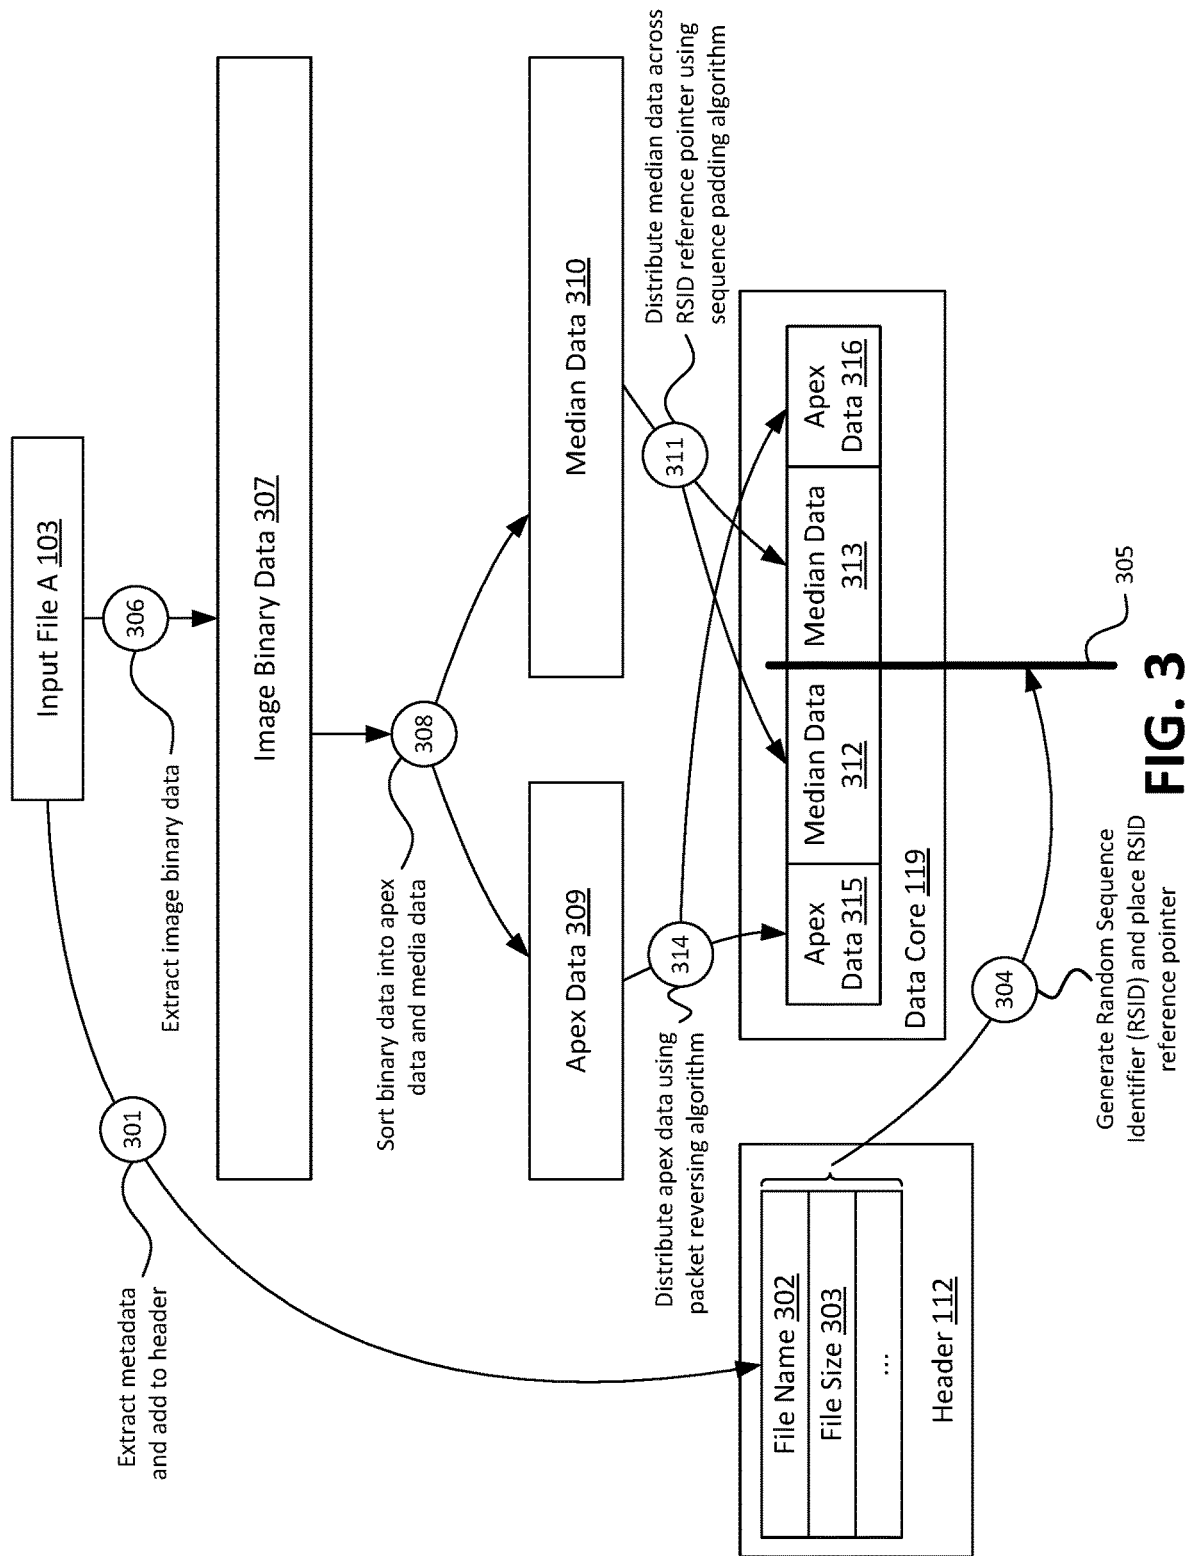 Input File A 103
301
306
Extract metadata
and add to header
Extract image binary data
Image Binary Data 307
308
Sort binary data into apex
data and media data
Apex Data 309
Median Data 310
314
311
Distribute apex data using
packet reversing algorithm
Distribute median data across
RSID reference pointer using
sequence padding algorithm
File Name 302
File Size 303
...
Header 112
Apex
Data 315
Median Data
312
Median Data
313
Apex
Data 316
Data Core 119
304
305
Generate Random Sequence
Identifier (RSID) and place RSID
reference pointer
FIG. 3